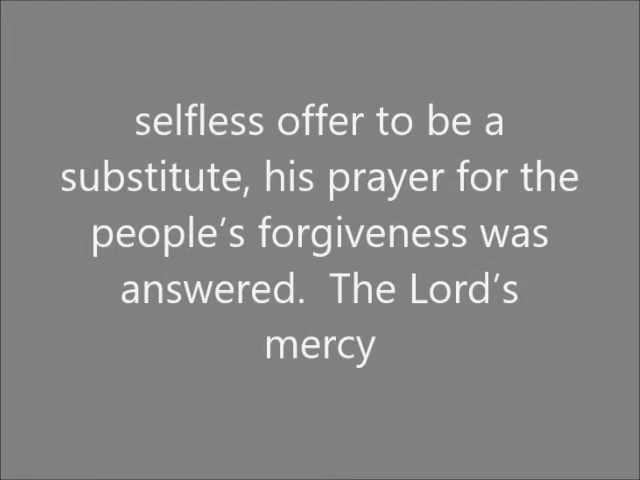 selfless offer to be a
substitute, his prayer for the
people’s forgiveness was
answered.  The Lord’s
mercy